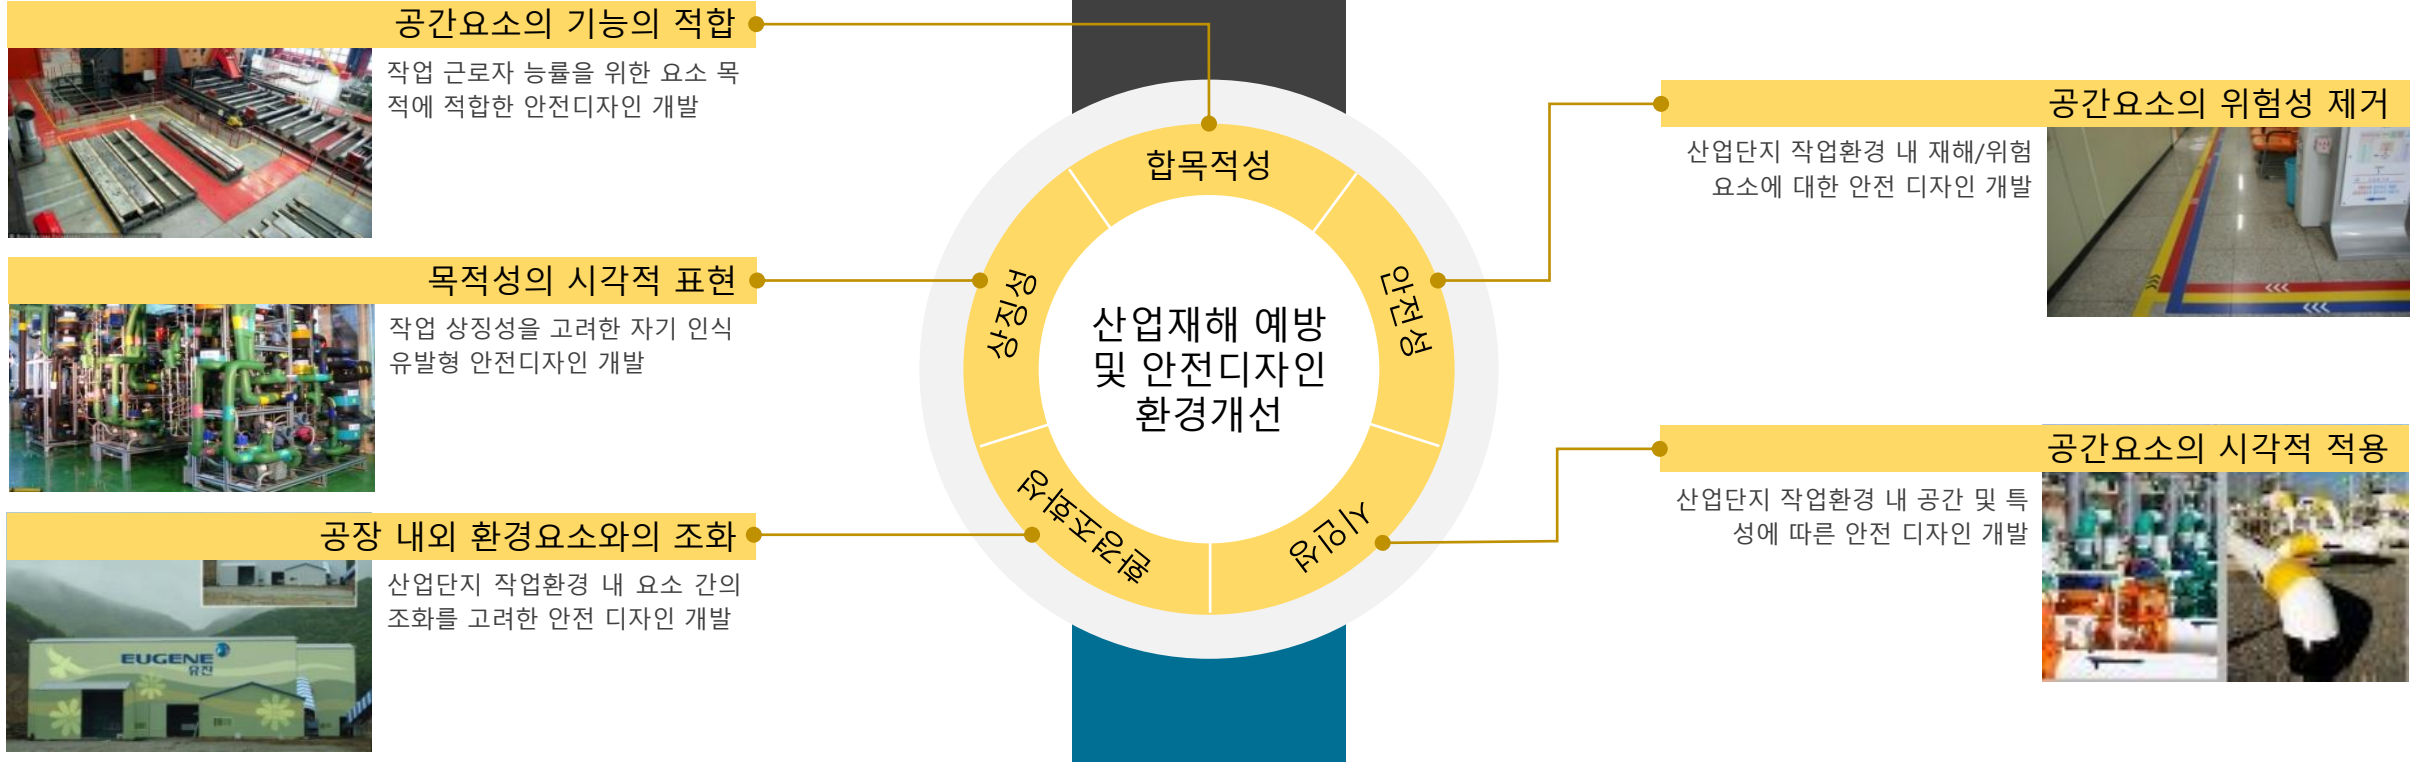 공간요소의 기능의 적합
작업 근로자 능률을 위한 요소 목
적에 적합한 안전디자인 개발
목적성의 시각적 표현
작업 상징성을 고려한 자기 인식
유발형 안전디자인 개발
공장 내외 환경요소와의 조화
산업단지 작업환경 내 요소 간의
조화를 고려한 안전 디자인 개발
EUGENE
유진
합목적성
상징성
안전성
환경조화성
시인성
산업재해 예방
및 안전디자인
환경개선
공간요소의 위험성 제거
산업단지 작업환경 내 재해/위험
요소에 대한 안전 디자인 개발
공간요소의 시각적 적용
산업단지 작업환경 내 공간 및 특
성에 따른 안전 디자인 개발